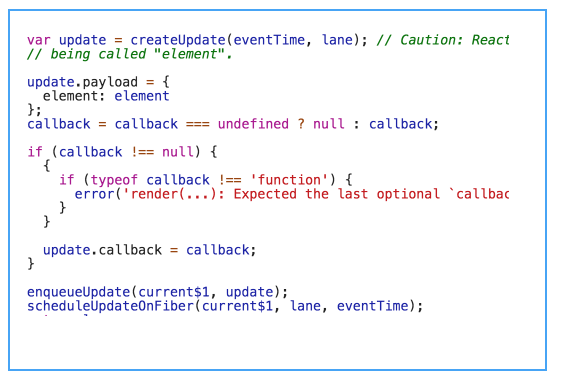 var update = createUpdate(eventTime, lane); // Caution: React
// being called "element".
update.payload = {
element: element
};
callback = callback === undefined ? null : callback;
if (callback !== null) {
{
if (typeof callback !== 'function') {
error('render(...): Expected the last optional `callbac
}
}
update.callback = callback;
}
enqueueUpdate(current$1, update);
scheduleUpdateOnFiber(current$1, lane, eventTime);